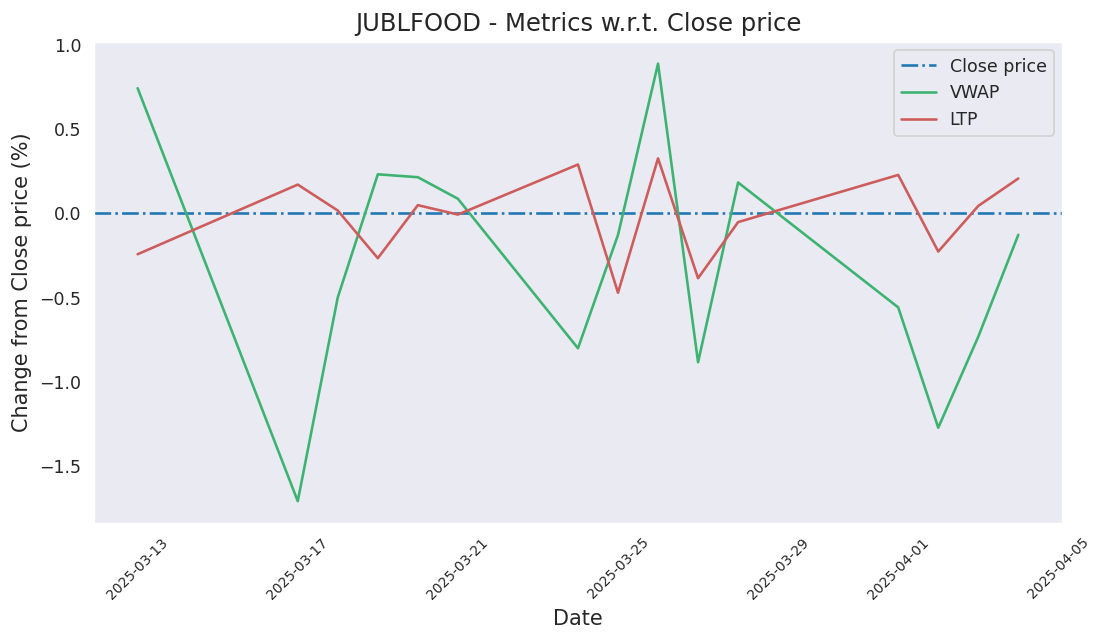 JUBLFOOD - Metrics w.r.t. Close price
Change from Close price (%)
1.0
0.5
0.0
−0.5
−1.0
−1.5
Close price
VWAP
LTP
2025-03-13
2025-03-17
2025-03-21
2025-03-25
2025-03-29
2025-04-01
2025-04-05
Date